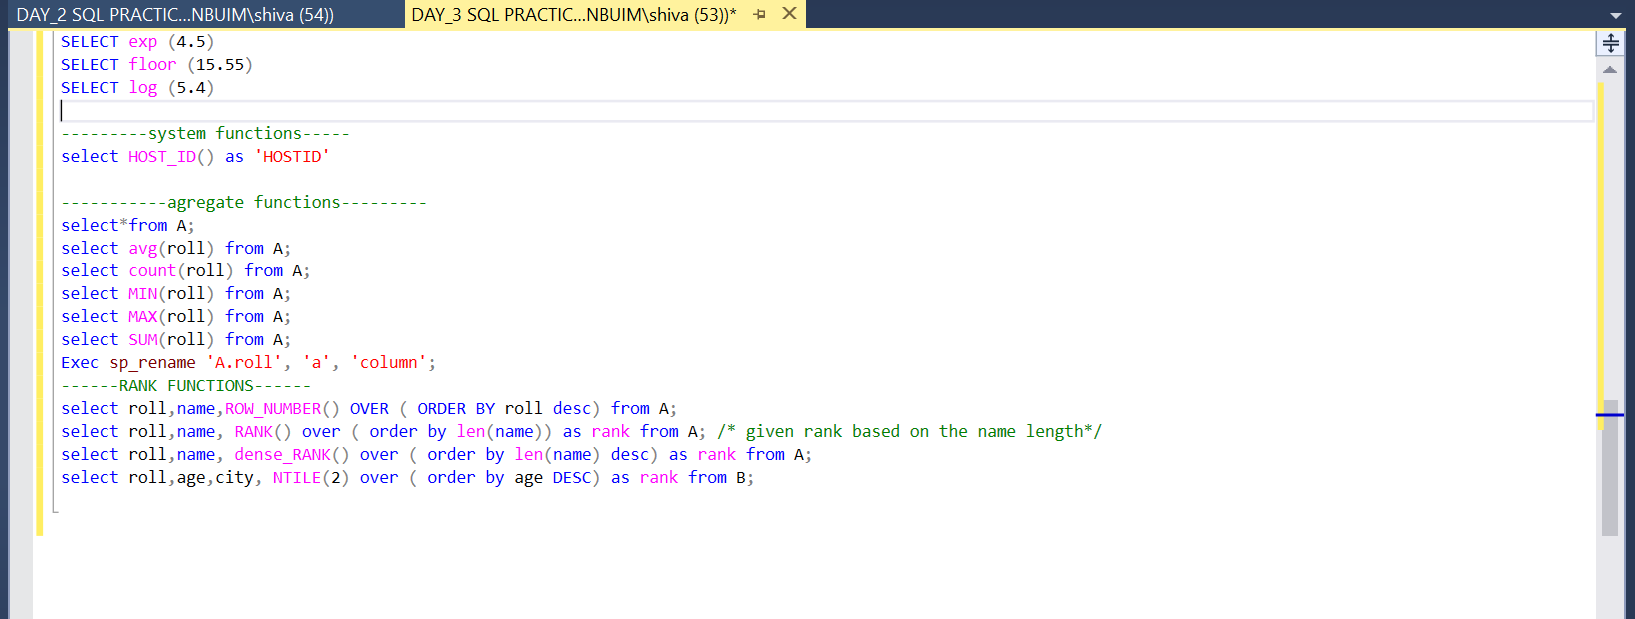 DAY_2 SQL PRACTIC...NBUIM\shiva (54))
DAY_3 SQL PRACTIC...NBUIM\shiva (53))*
SELECT exp (4.5)
SELECT floor (15.55)
SELECT log (5.4)
---------system functions-----
select HOST_ID() as 'HOSTID'
-----------agregate functions---------
select*from A;
select avg(roll) from A;
select count(roll) from A;
select MIN(roll) from A;
select MAX(roll) from A;
select SUM(roll) from A;
Exec sp_rename 'A.roll', 'a', 'column';
------RANK FUNCTIONS------
select roll,name,ROW_NUMBER() OVER ( ORDER BY roll desc) from A;
select roll,name, RANK() over ( order by len(name)) as rank from A; /* given rank based on the name length*/
select roll,name, dense_RANK() over ( order by len(name) desc) as rank from A;
select roll,age,city, NTILE(2) over ( order by age DESC) as rank from B;